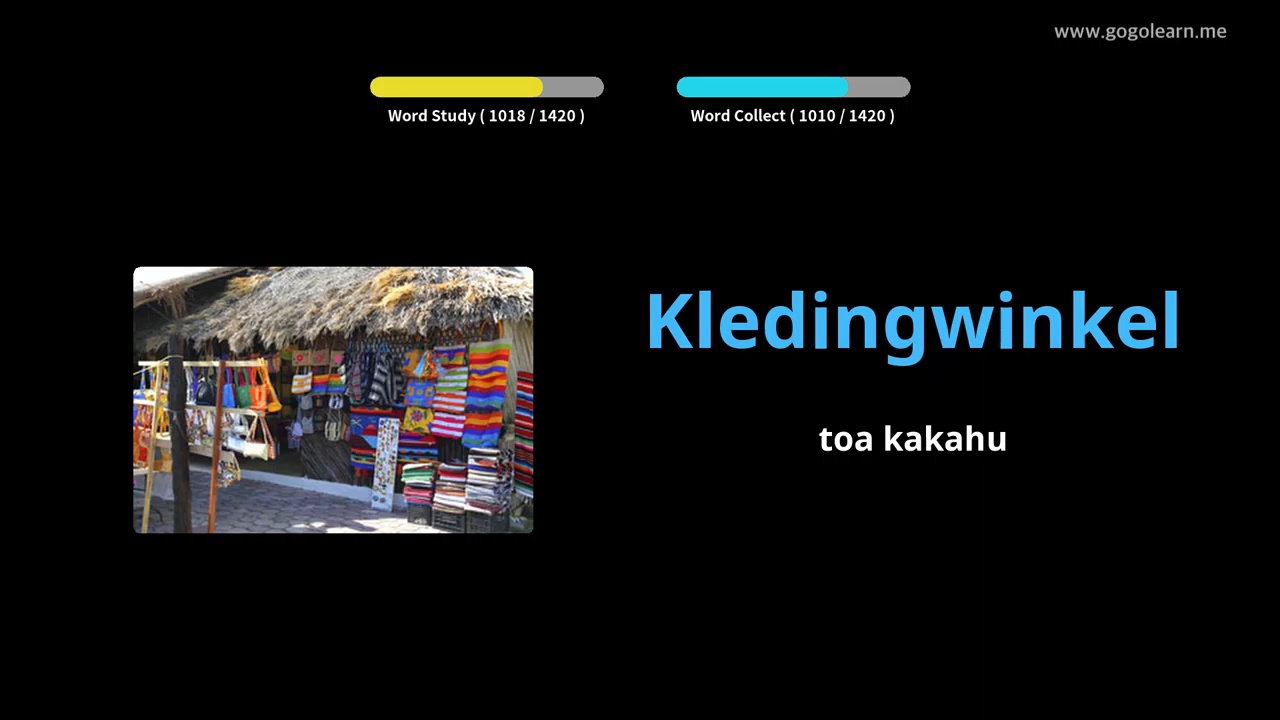 www.gogolearn.me
Word Study ( 1018 / 1420 )
Word Collect ( 1010 / 1420 )
Kledingwinkel
toa kakahu